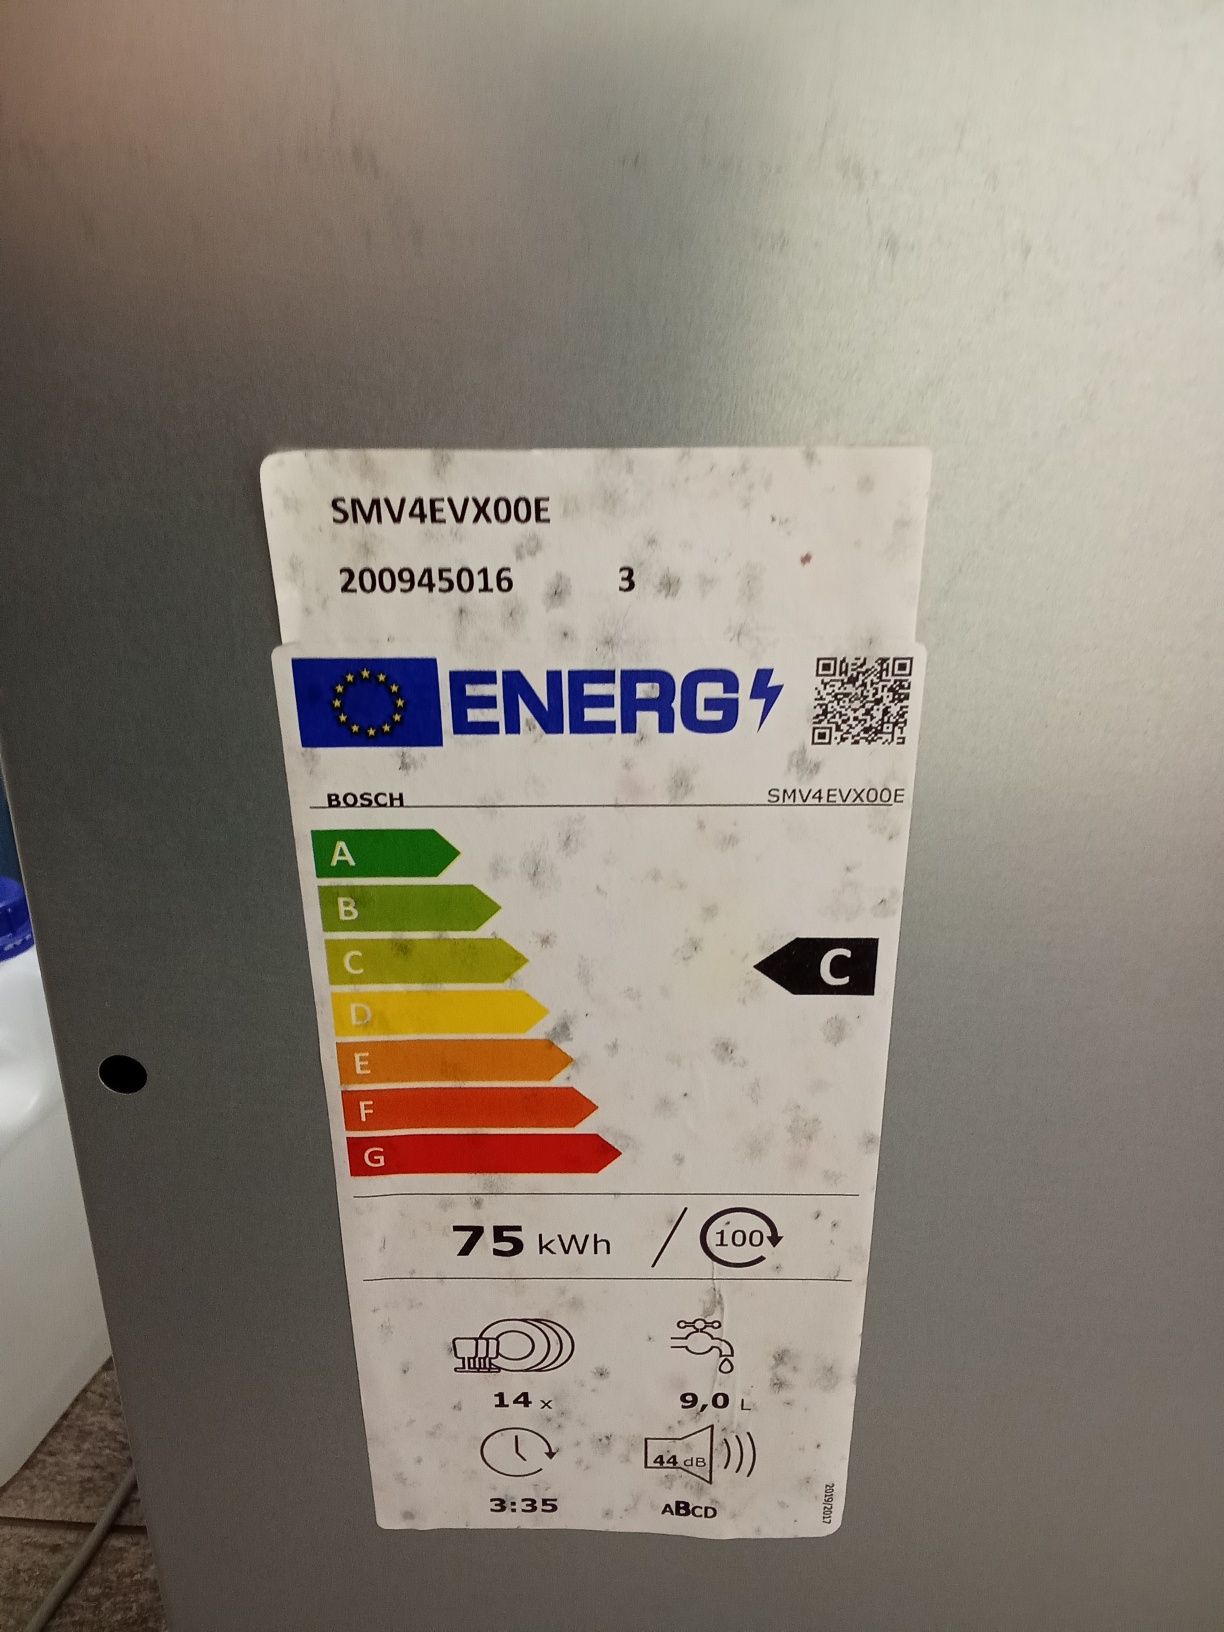 SMV4EVX00E
200945016 3
ENERG
BOSCH SMV4EVX00E
A
B
C
C
D
E
F
G
75 kWh / 100
14 x 9,0 L
44 dB
3:35 ABCD
2019/2017